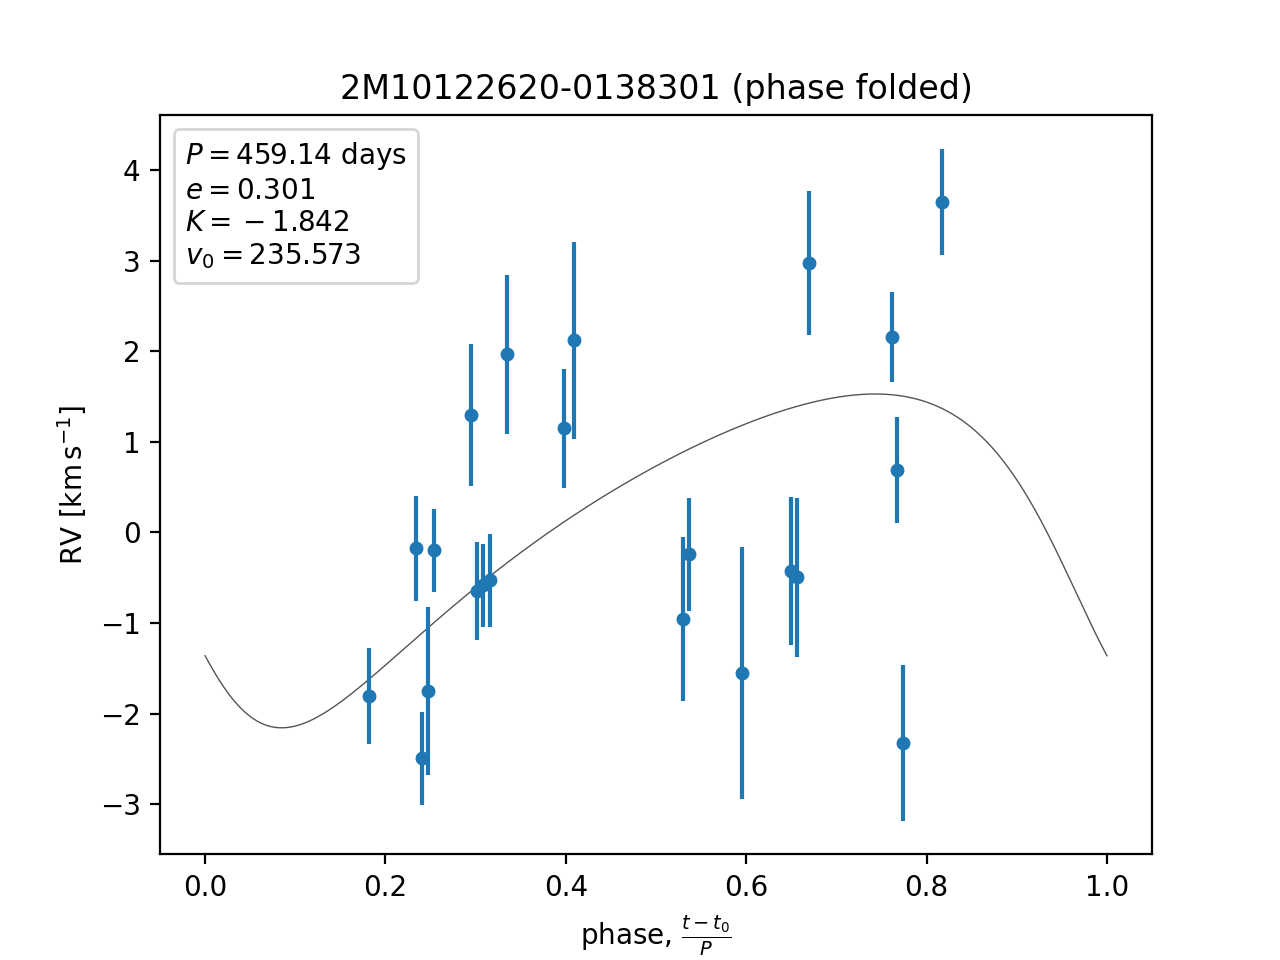 2M10122620-0138301 (phase folded)
P = 459.14 days
e = 0.301
K = −1.842
v₀ = 235.573
4
3
2
1
0
−1
−2
−3
RV [km s⁻¹]
0.0 0.2 0.4 0.6 0.8 1.0
phase, (t − t₀)/P